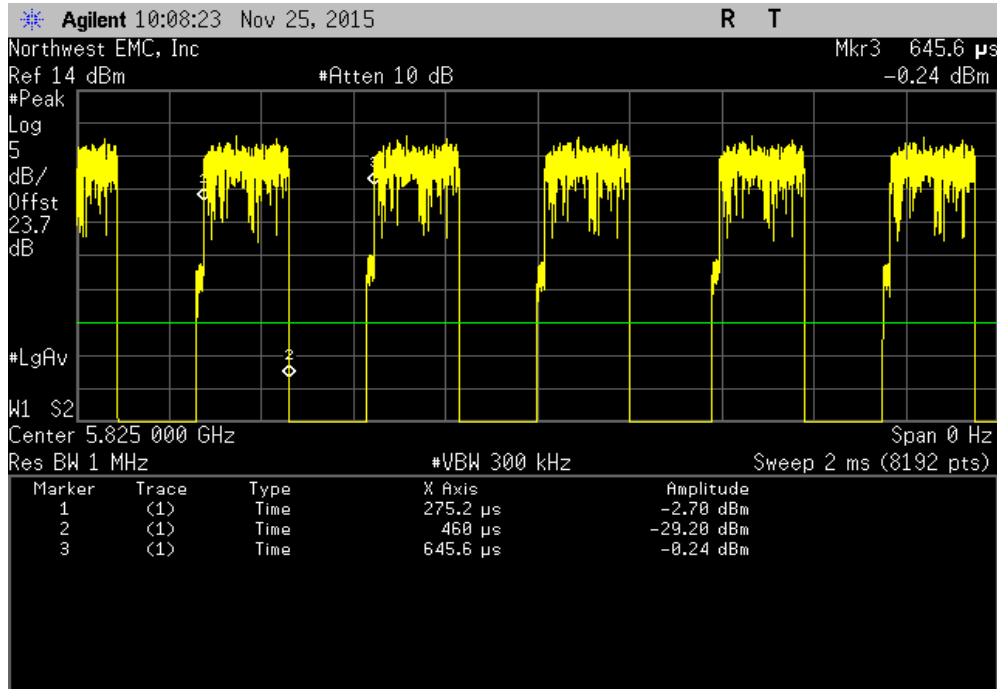 Agilent 10:08:23 Nov 25, 2015 R T
Northwest EMC, Inc Mkr3 645.6 µs
Ref 14 dBm #Atten 10 dB -0.24 dBm
#Peak
Log
5
dB/
Offst
23.7
dB
1
3
2
#LgAv
W1 S2
Center 5.825 000 GHz Span 0 Hz
Res BW 1 MHz #VBW 300 kHz Sweep 2 ms (8192 pts)
Marker Trace Type X Axis Amplitude
1 (1) Time 275.2 µs -2.70 dBm
2 (1) Time 460 µs -29.20 dBm
3 (1) Time 645.6 µs -0.24 dBm